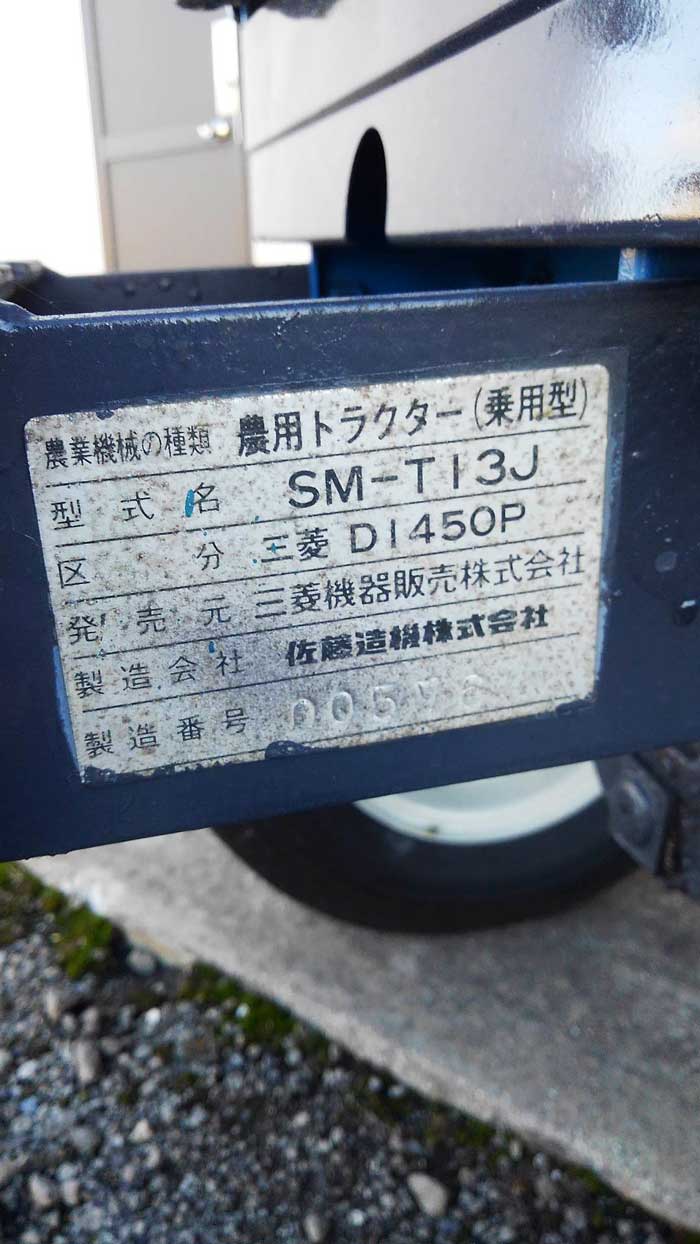 農業機械の種類 農用トラクター(乗用型)
型式名 SM-T13J
区分 三菱 D1450P
発売元 三菱機器販売株式会社
製造会社 佐藤造機株式会社
製造番号